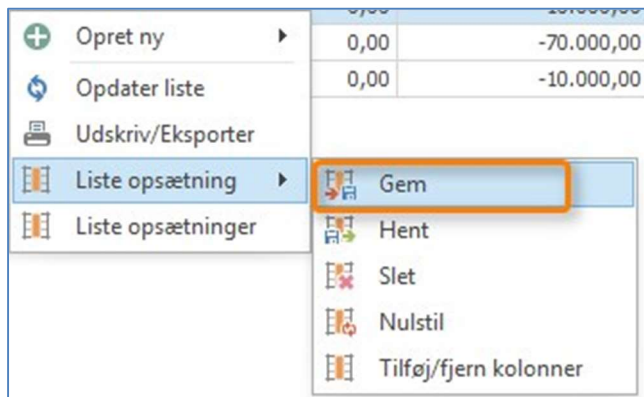 Opret ny
0,00 -70.000,00
Opdater liste
0,00 -10.000,00
Udskriv/Eksporter
Liste opsætning
Gem
Liste opsætninger
Hent
Slet
Nulstil
Tilføj/fjern kolonner